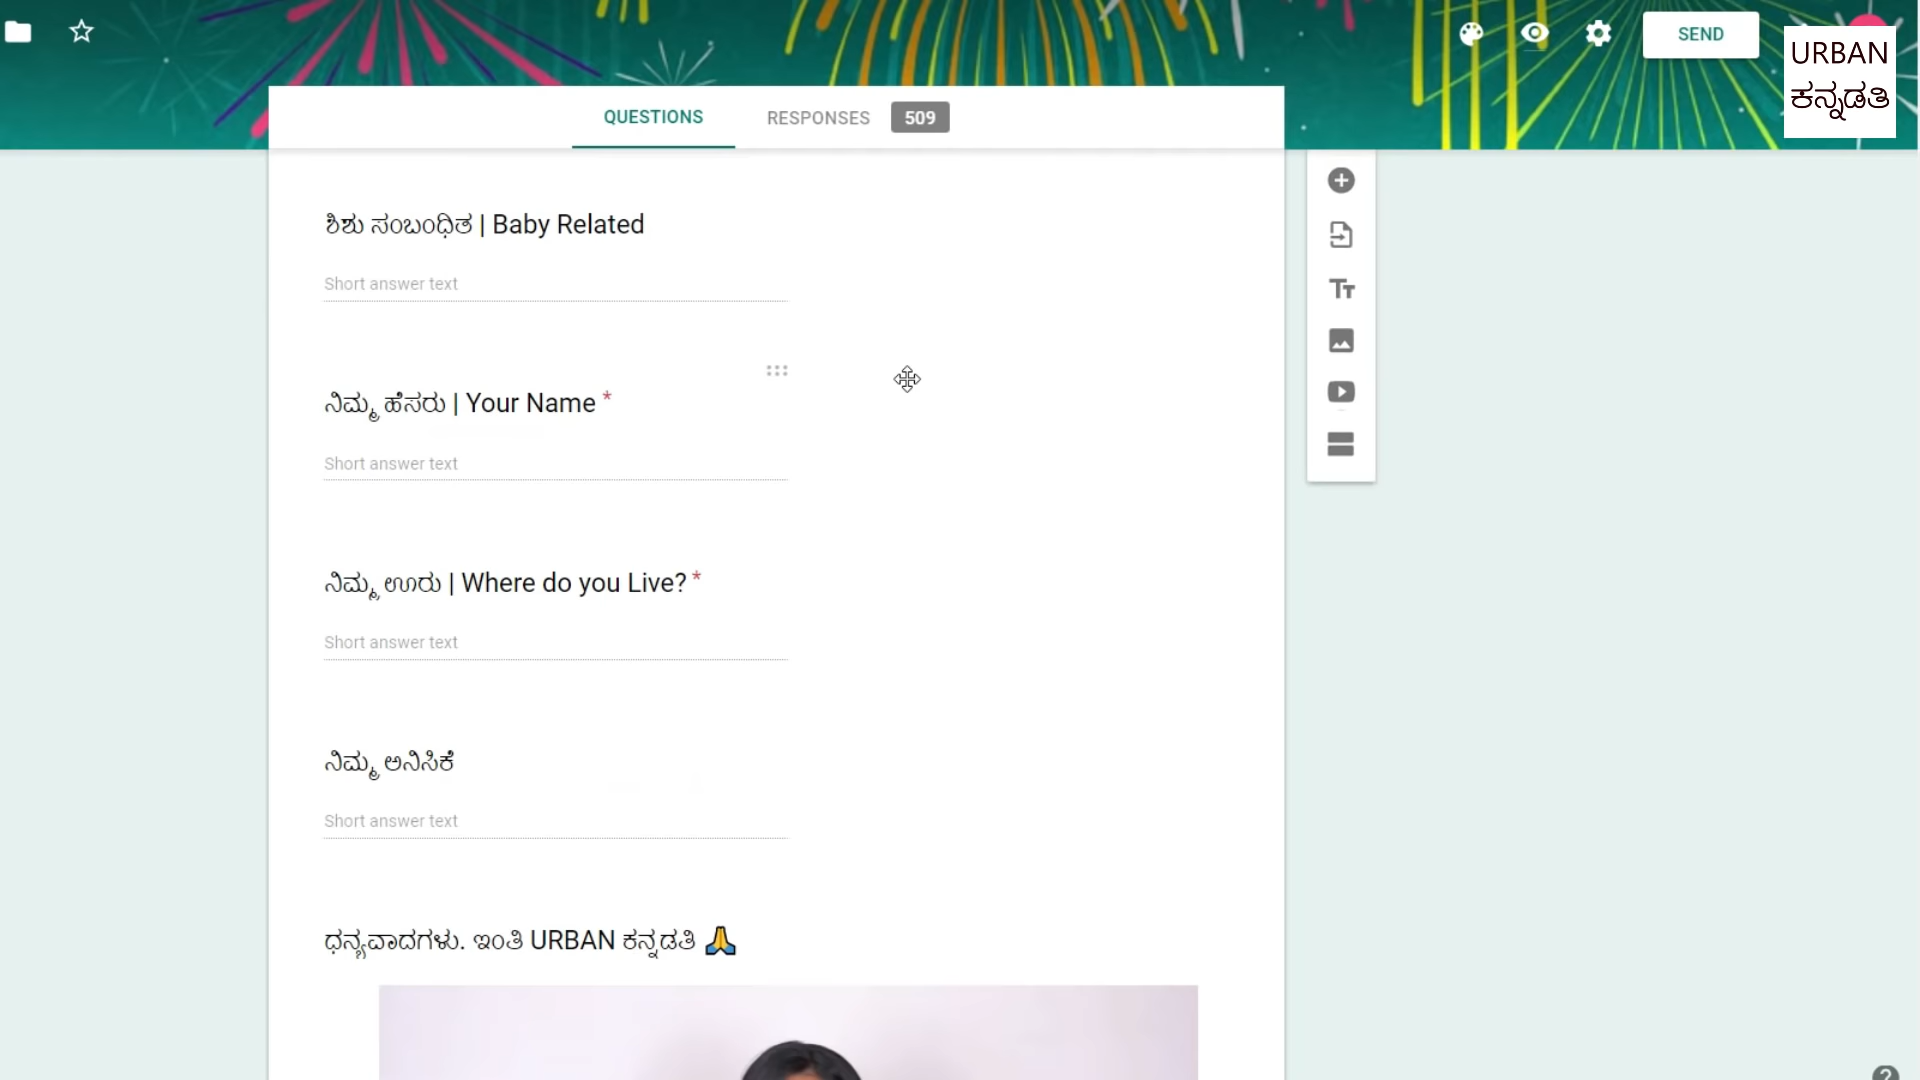 SEND
URBAN
ಕನ್ನಡತಿ
QUESTIONS
RESPONSES 509
ಶಿಶು ಸಂಬಂಧಿತ | Baby Related
Short answer text
ನಿಮ್ಮ ಹೆಸರು | Your Name *
Short answer text
ನಿಮ್ಮ ಊರು | Where do you Live? *
Short answer text
ನಿಮ್ಮ ಅನಿಸಿಕೆ
Short answer text
ಧನ್ಯವಾದಗಳು. ಇಂತಿ URBAN ಕನ್ನಡತಿ 🙏